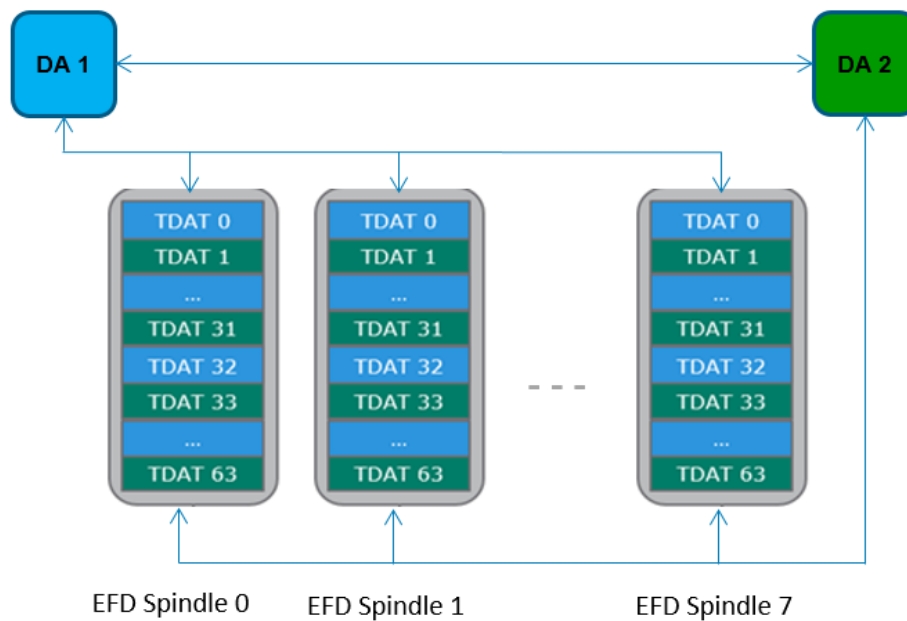 DA 1
DA 2
TDAT 0
TDAT 1
...
TDAT 31
TDAT 32
TDAT 33
...
TDAT 63
TDAT 0
TDAT 1
...
TDAT 31
TDAT 32
TDAT 33
...
TDAT 63
TDAT 0
TDAT 1
...
TDAT 31
TDAT 32
TDAT 33
...
TDAT 63
EFD Spindle 0
EFD Spindle 1
EFD Spindle 7